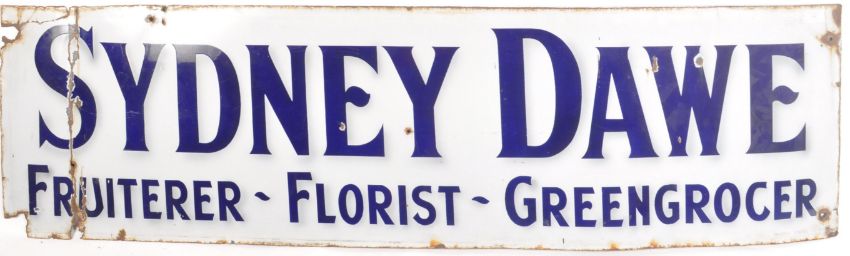 SYDNEY DAWE
FRUITERER ~ FLORIST ~ GREENGROCER